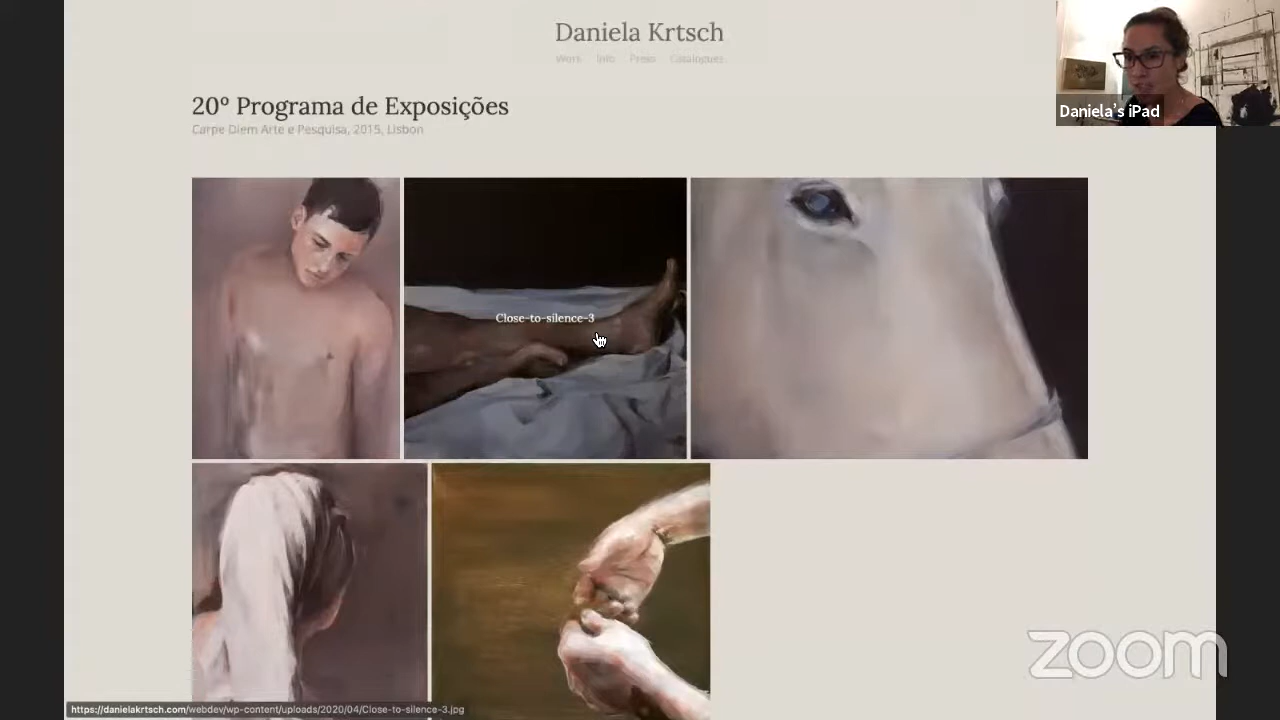 Daniela Krtsch
Work Info Press Catalogues
20º Programa de Exposições
Carpe Diem Arte e Pesquisa, 2015, Lisbon
Daniela's iPad
Close-to-silence-3
zoom
https://danielakrtsch.com/webdev/wp-content/uploads/2020/04/Close-to-silence-3.jpg